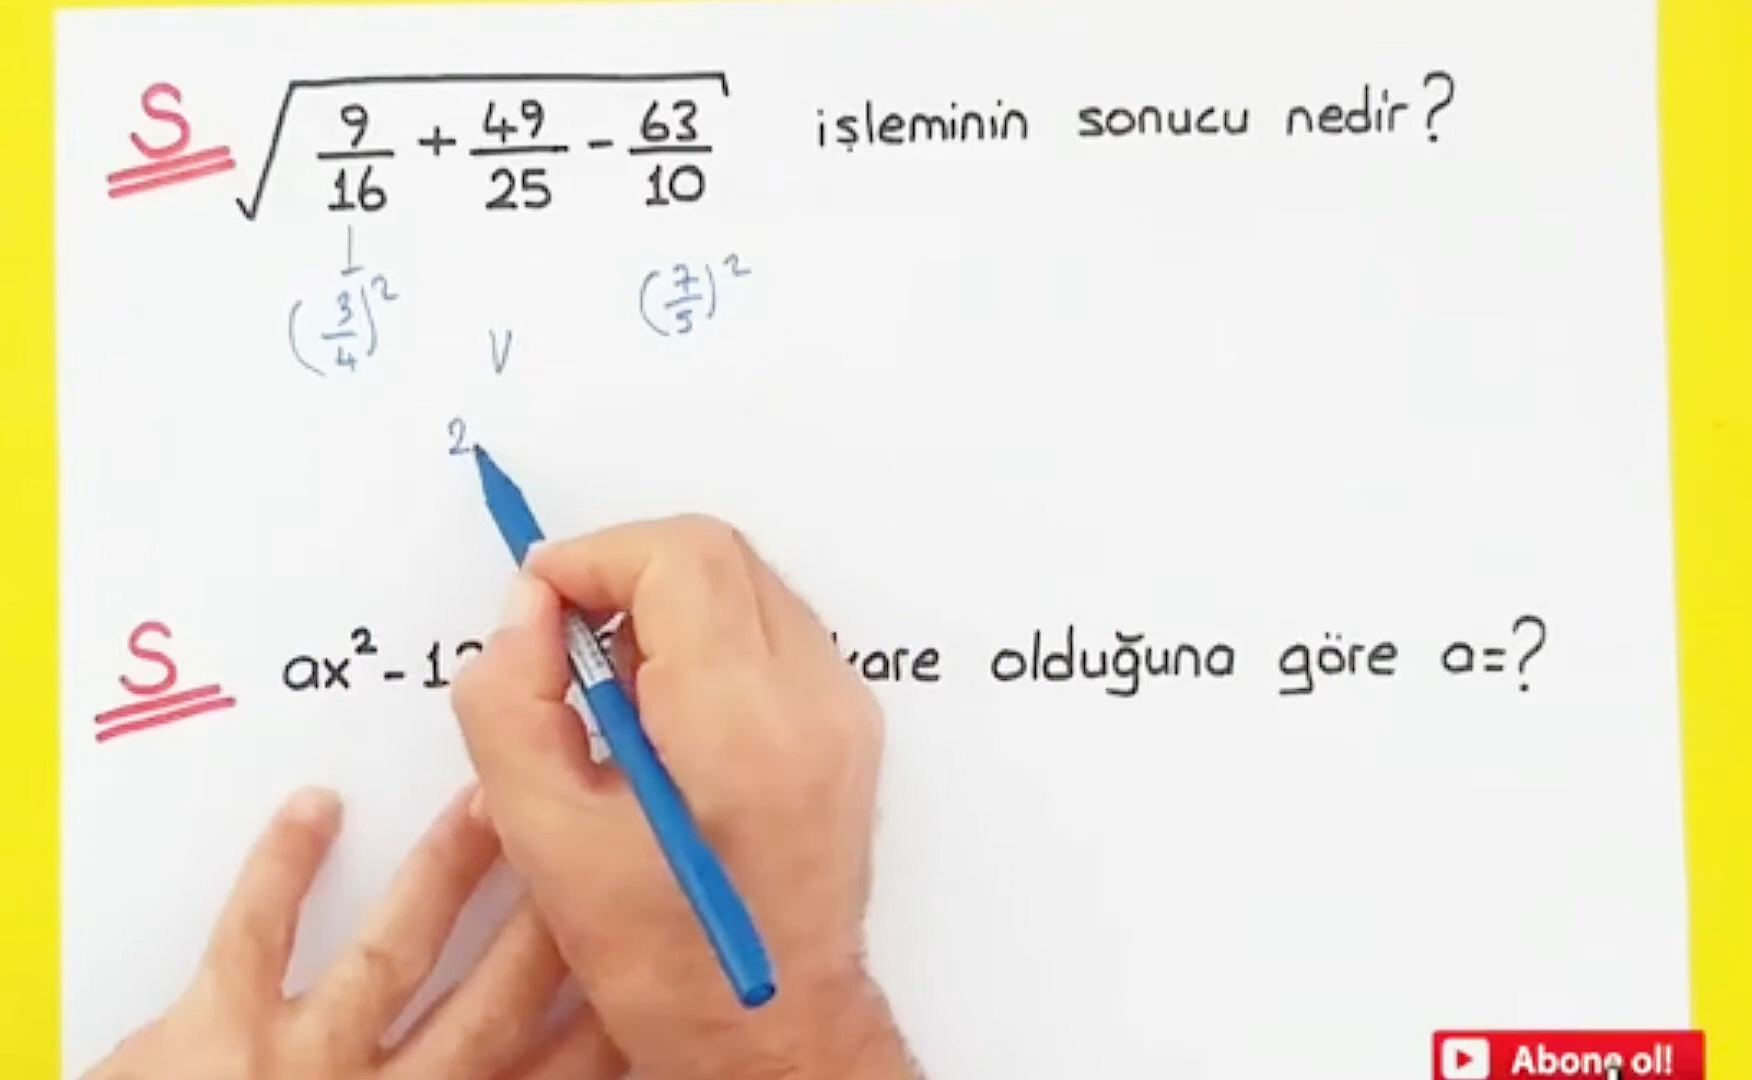 S √(9/16 + 49/25 - 63/10) işleminin sonucu nedir?
(3/4)² V (7/5)²
2.
S ax² - 1 olduğuna göre a=?
Abone ol!